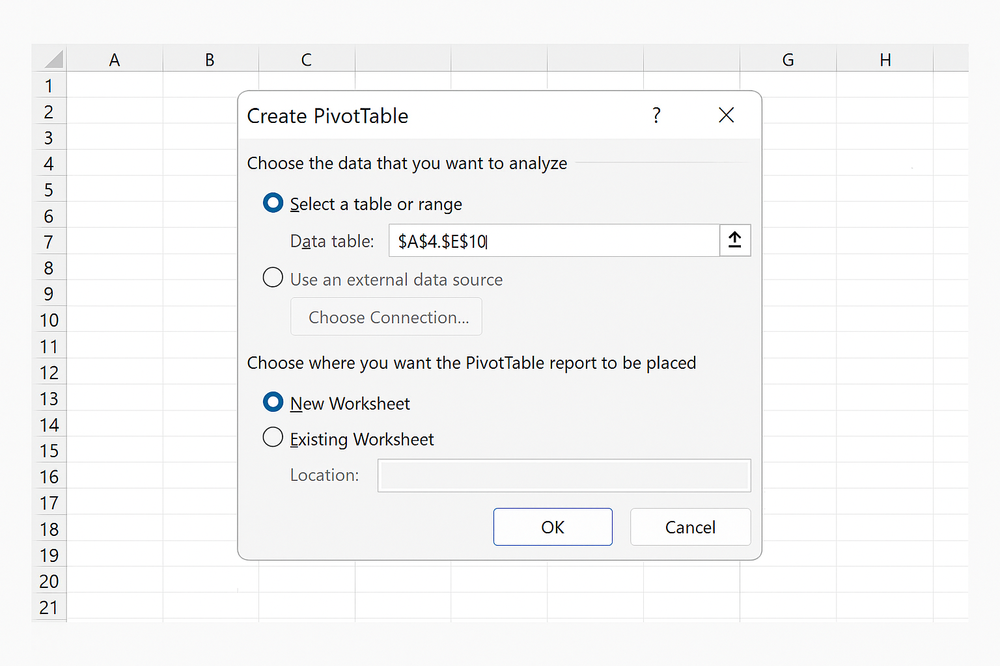 A B C G H
1
Create PivotTable ?
2
3
Choose the data that you want to analyze
4
5
Select a table or range
6
Data table: $A$4.$E$10
7
8
Use an external data source
9
Choose Connection...
10
11
Choose where you want the PivotTable report to be placed
12
13
New Worksheet
14
Existing Worksheet
15
Location:
16
17
OK Cancel
18
19
20
21